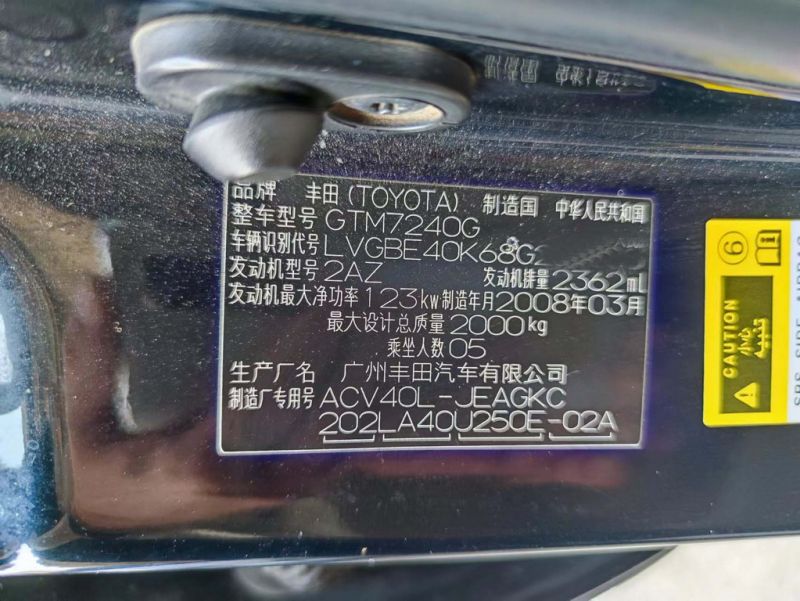 品牌 丰田(TOYOTA) 制造国 中华人民共和国
整车型号 GTM7240G
车辆识别代号 LVGBE40K68G2
发动机型号 2AZ 发动机排量 2362mL
发动机最大净功率 123kw 制造年月 2008年03月
最大设计总质量 2000kg
乘坐人数 05
生产厂名 广州丰田汽车有限公司
制造厂专用号 ACV40L-JEAGKC
202LA40U250E-02A
6
CAUTION